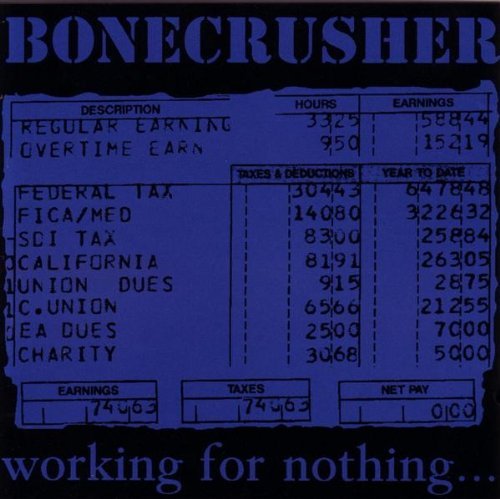 BONECRUSHER
DESCRIPTION HOURS EARNINGS
REGULAR EARNING 3325 58844
OVERTIME EARN 950 15219
TAXES & DEDUCTIONS YEAR TO DATE
FEDERAL TAX 30443 647848
FICA/MED 14080 322632
SDI TAX 8300 25884
CALIFORNIA 8191 26305
UNION DUES 915 2875
C.UNION 6566 21255
EA DUES 2500 7000
CHARITY 3068 5000
EARNINGS TAXES NET PAY
74063 74063 000
working for nothing...